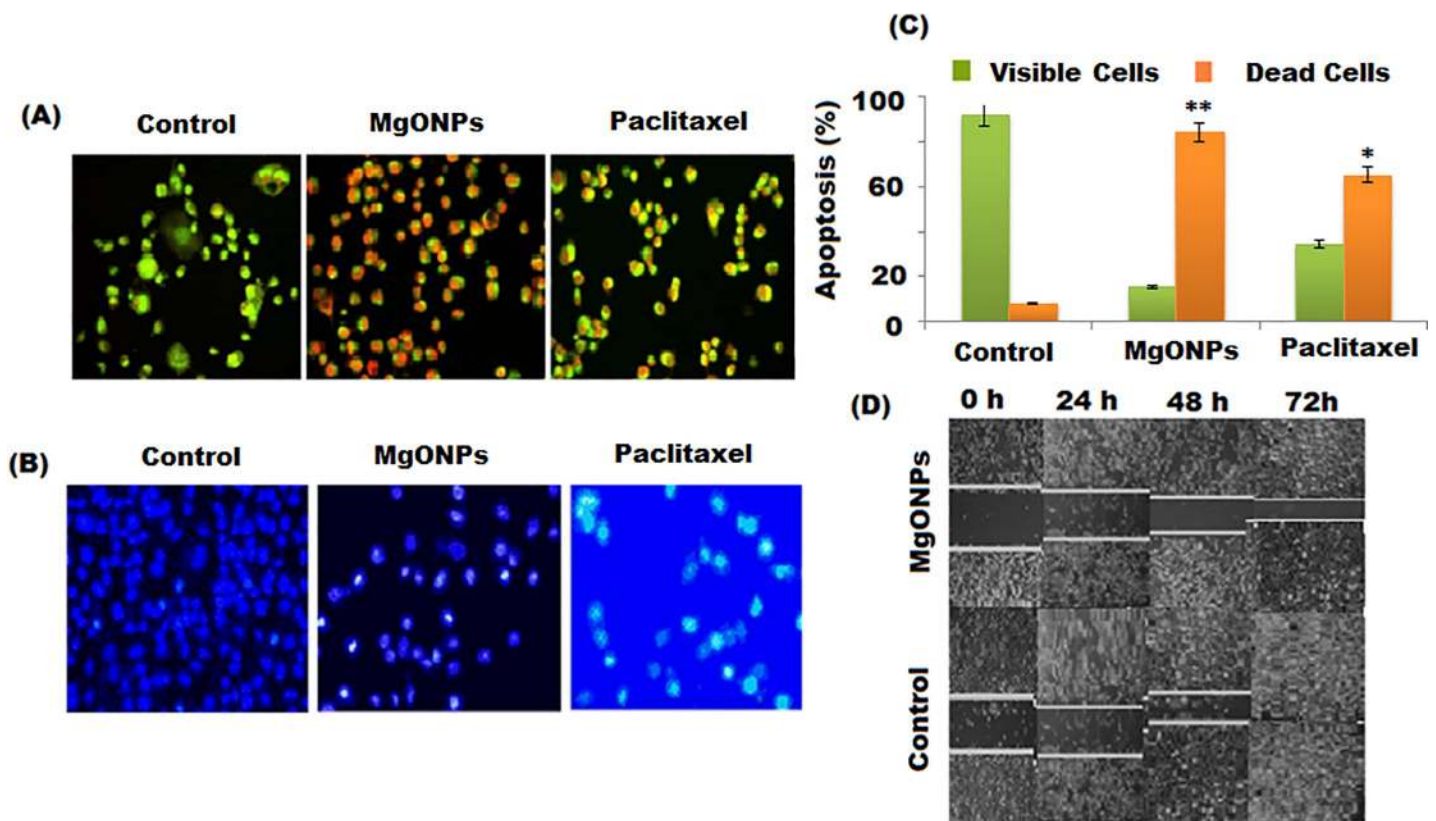 (A)
Control MgONPs Paclitaxel
(B)
Control MgONPs Paclitaxel
(C)
Visible Cells Dead Cells
Apoptosis (%)
100
60
20
0
** *
Control MgONPs Paclitaxel
(D)
0 h 24 h 48 h 72h
MgONPs
Control